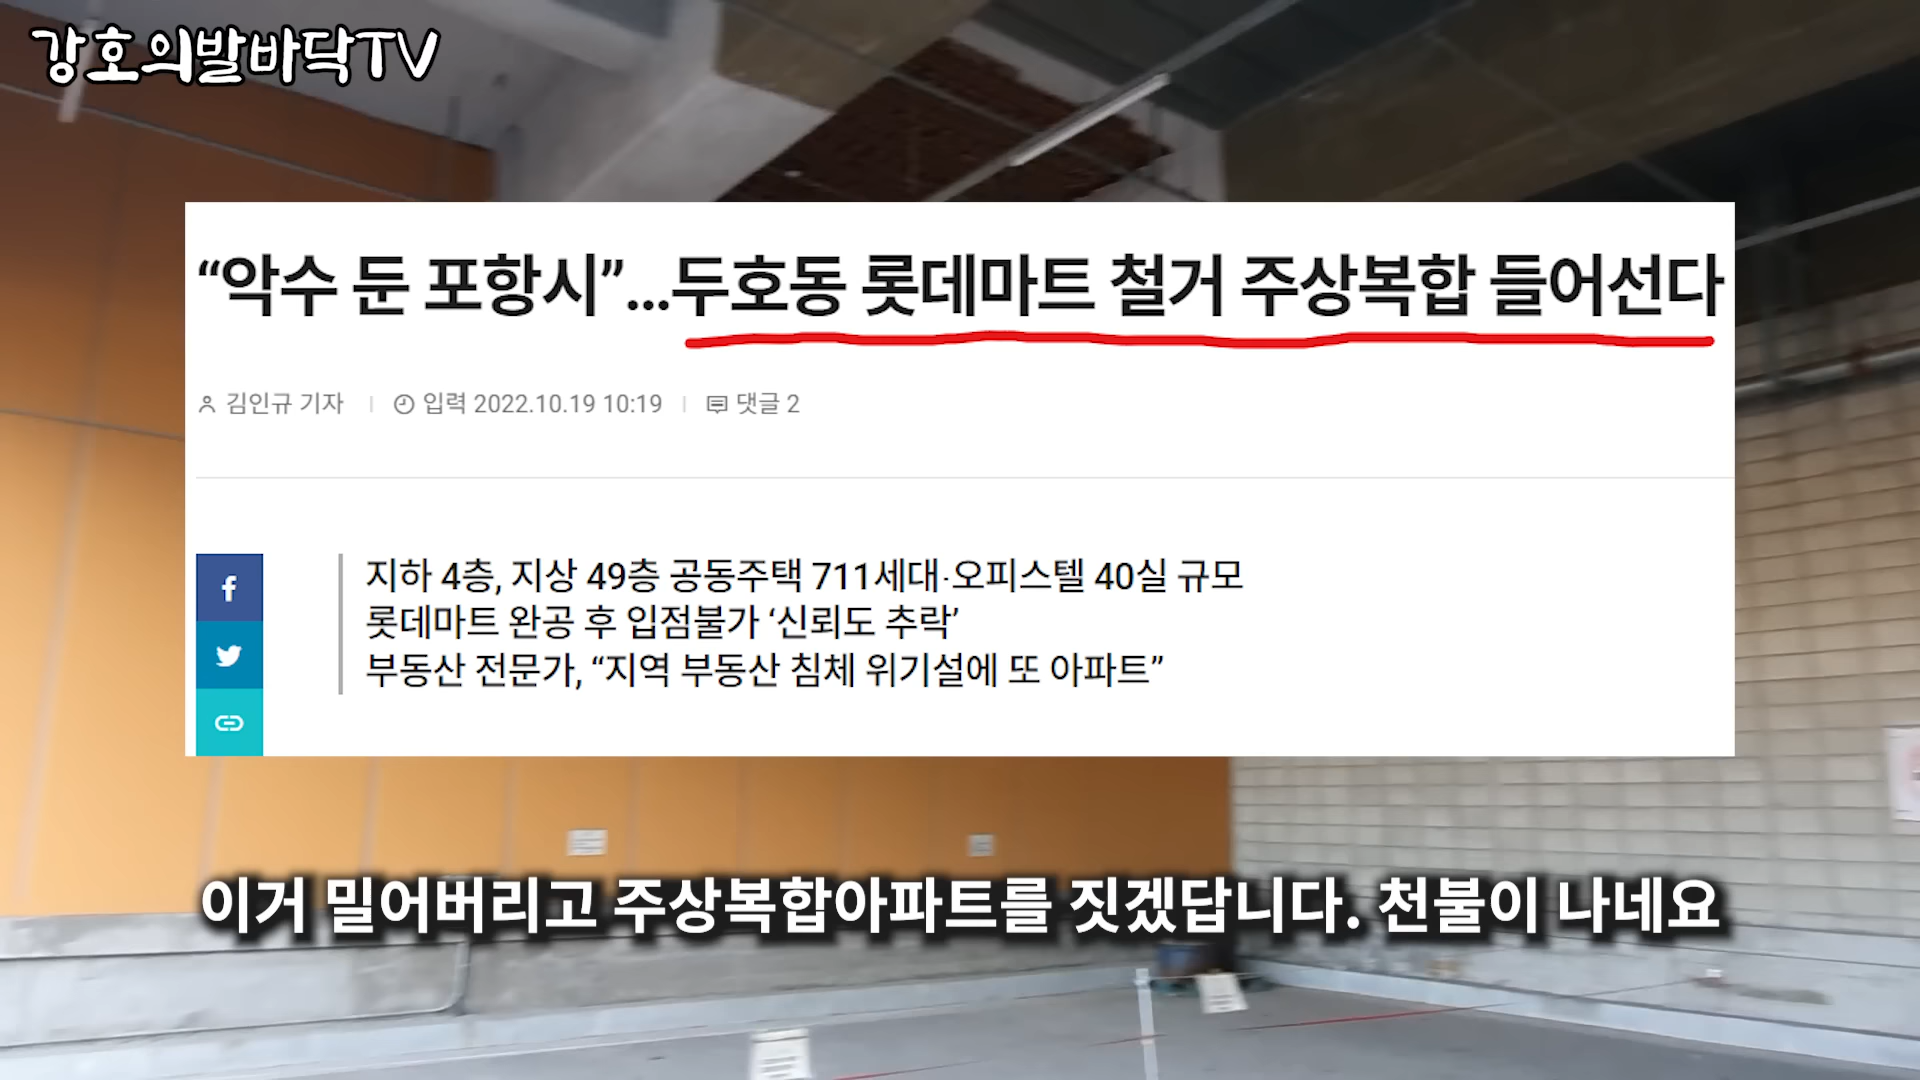 강호의발바닥TV
“악수 둔 포항시”...두호동 롯데마트 철거 주상복합 들어선다
김인규 기자 | 입력 2022.10.19 10:19 | 댓글 2
지하 4층, 지상 49층 공동주택 711세대·오피스텔 40실 규모
롯데마트 완공 후 입점불가 ‘신뢰도 추락’
부동산 전문가, “지역 부동산 침체 위기설에 또 아파트”
이거 밀어버리고 주상복합아파트를 짓겠답니다. 천불이 나네요